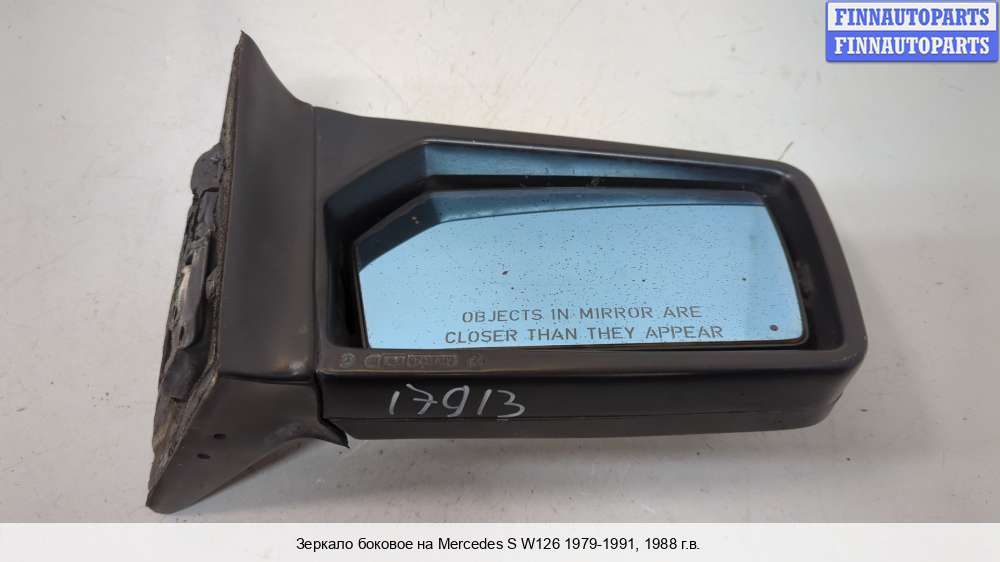 FINNAUTOPARTS
FINNAUTOPARTS
OBJECTS IN MIRROR ARE
CLOSER THAN THEY APPEAR
17913
Зеркало боковое на Mercedes S W126 1979-1991, 1988 г.в.